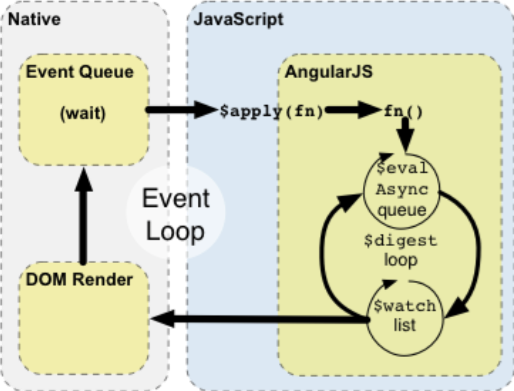 Native
JavaScript
Event Queue
(wait)
AngularJS
$apply(fn)
fn()
$eval
Async
queue
Event
Loop
$digest
loop
DOM Render
$watch
list